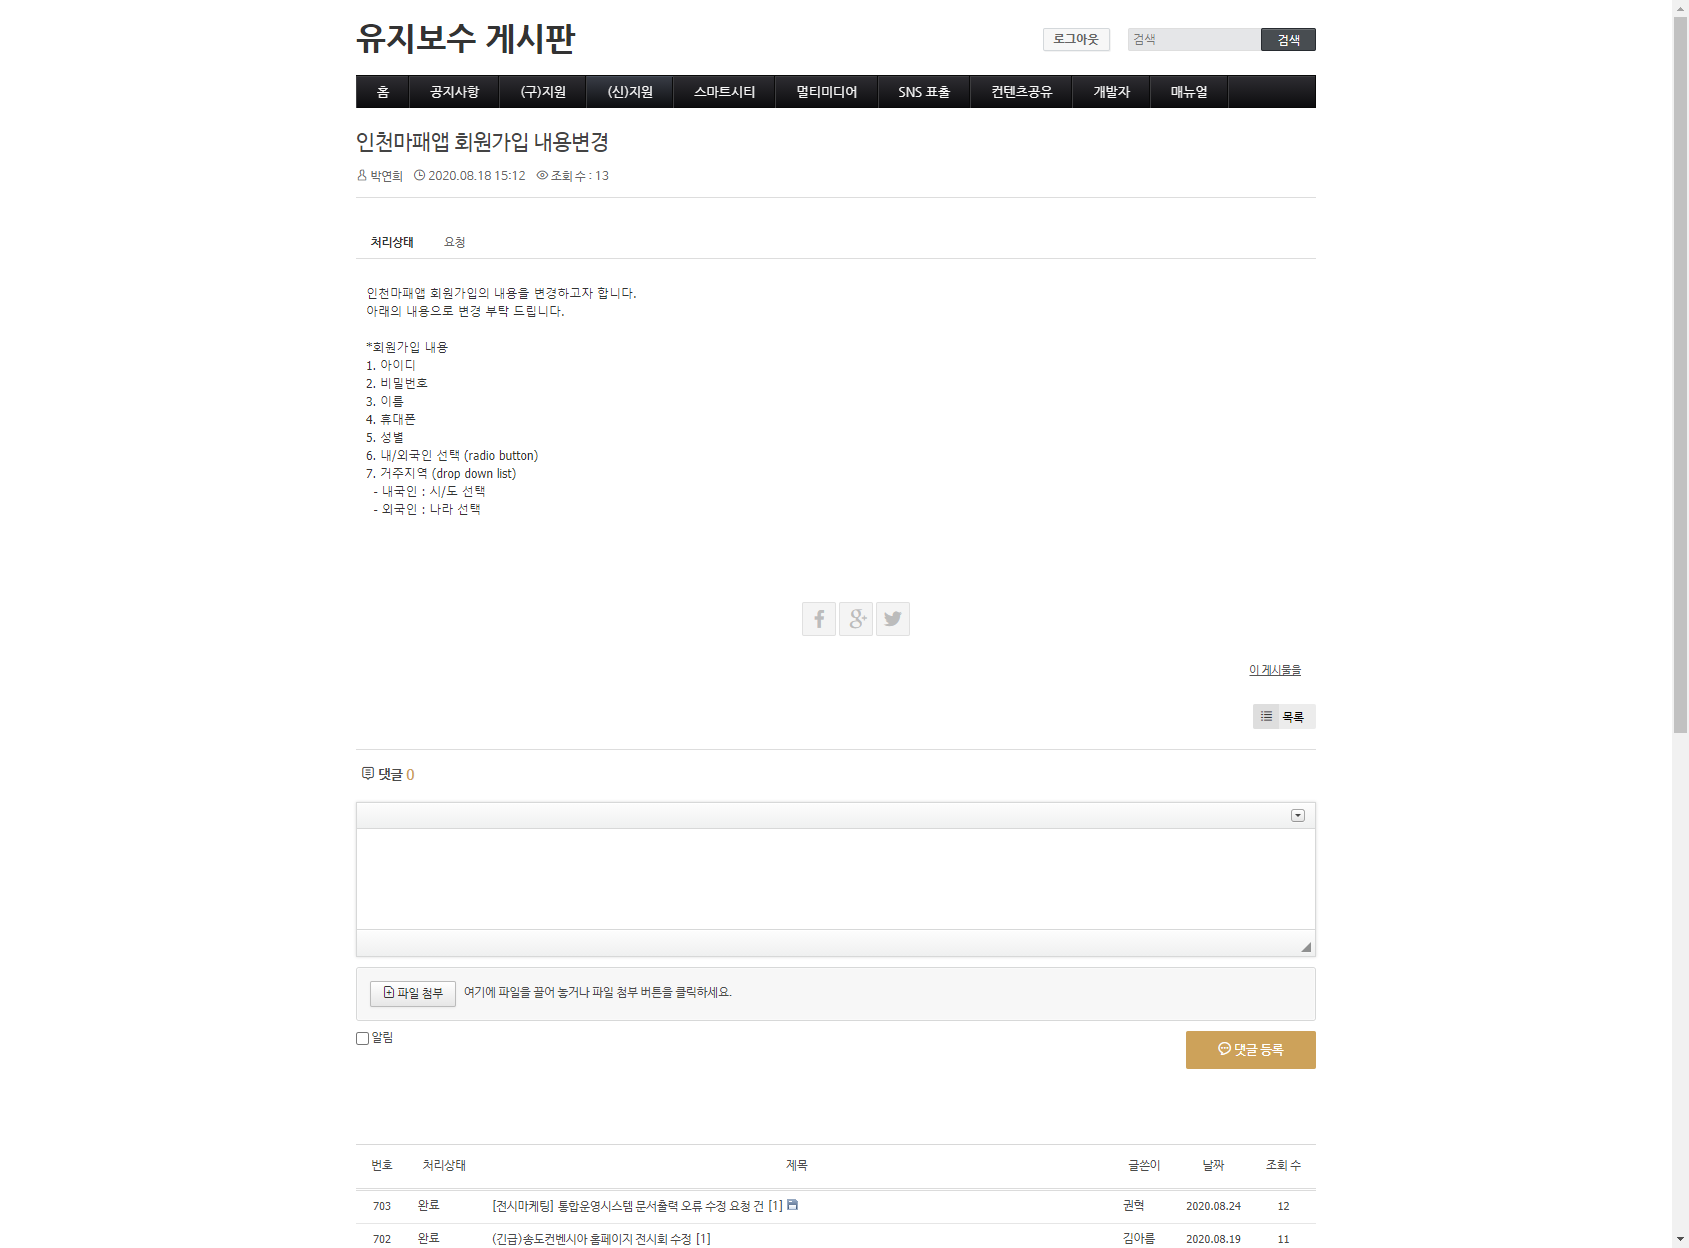 유지보수 게시판
로그아웃
검색
검색
홈 공지사항 (구)지원 (신)지원 스마트시티 멀티미디어 SNS 표출 컨텐츠공유 개발자 매뉴얼
인천마패앱 회원가입 내용변경
박연희 2020.08.18 15:12 조회 수 : 13
처리상태 요청
인천마패앱 회원가입의 내용을 변경하고자 합니다.
아래의 내용으로 변경 부탁 드립니다.
*회원가입 내용
1. 아이디
2. 비밀번호
3. 이름
4. 휴대폰
5. 성별
6. 내/외국인 선택 (radio button)
7. 거주지역 (drop down list)
- 내국인 : 시/도 선택
- 외국인 : 나라 선택
이 게시물을
목록
댓글 0
파일 첨부 여기에 파일을 끌어 놓거나 파일 첨부 버튼을 클릭하세요.
알림
댓글 등록
번호 처리상태 제목 글쓴이 날짜 조회 수
703 완료 [전시마케팅] 통합운영시스템 문서출력 오류 수정 요청 건 [1] 권혁 2020.08.24 12
702 완료 (긴급)송도컨벤시아 홈페이지 전시회 수정 [1] 김아름 2020.08.19 11